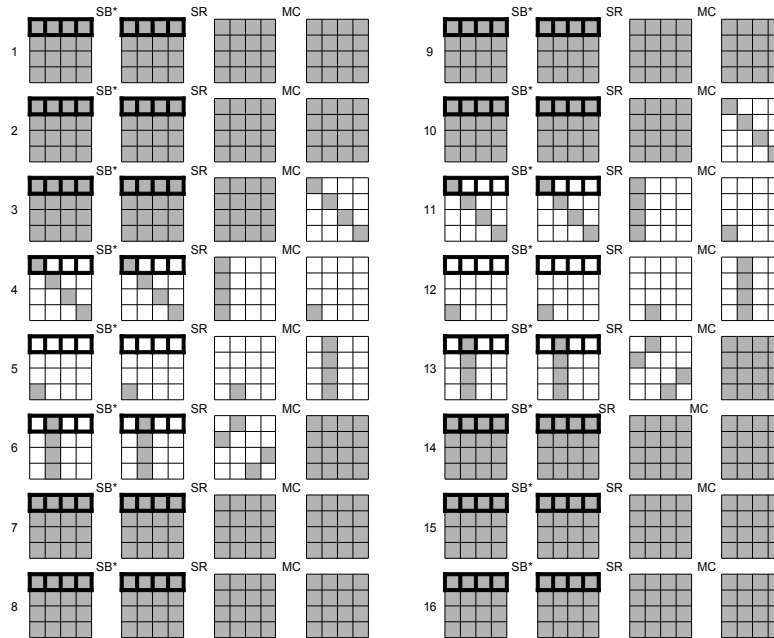 SB* SR MC
1
SB* SR MC
2
SB* SR MC
3
SB* SR MC
4
SB* SR MC
5
SB* SR MC
6
SB* SR MC
7
SB* SR MC
8
SB* SR MC
9
SB* SR MC
10
SB* SR MC
11
SB* SR MC
12
SB* SR MC
13
SB* SR MC
14
SB* SR MC
15
SB* SR MC
16